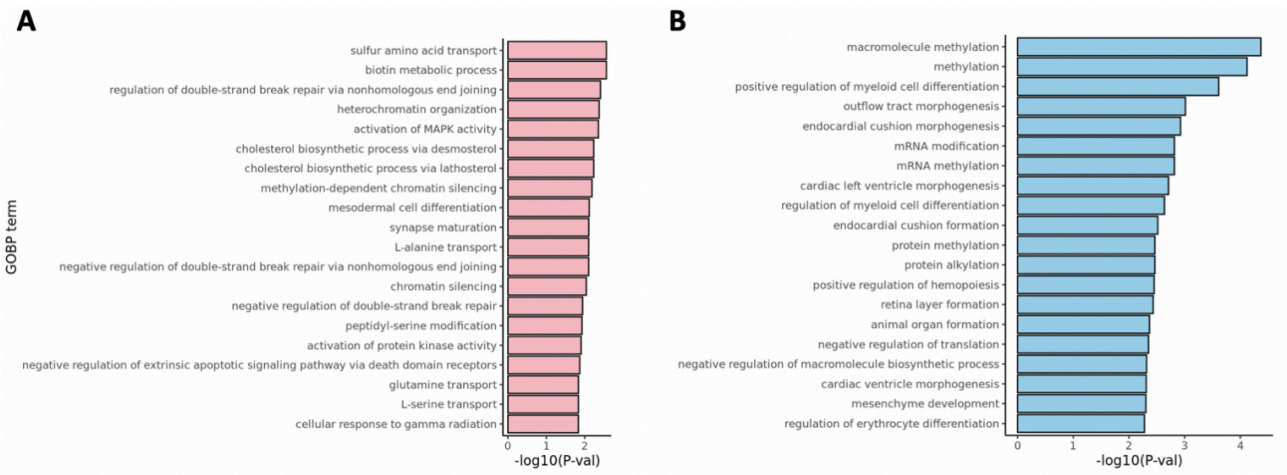 A
GOBP term
sulfur amino acid transport
biotin metabolic process
regulation of double-strand break repair via nonhomologous end joining
heterochromatin organization
activation of MAPK activity
cholesterol biosynthetic process via desmosterol
cholesterol biosynthetic process via lathosterol
methylation-dependent chromatin silencing
mesodermal cell differentiation
synapse maturation
L-alanine transport
negative regulation of double-strand break repair via nonhomologous end joining
chromatin silencing
negative regulation of double-strand break repair
peptidyl-serine modification
activation of protein kinase activity
negative regulation of extrinsic apoptotic signaling pathway via death domain receptors
glutamine transport
L-serine transport
cellular response to gamma radiation
0 1 2
-log10(P-val)
B
macromolecule methylation
methylation
positive regulation of myeloid cell differentiation
outflow tract morphogenesis
endocardial cushion morphogenesis
mRNA modification
mRNA methylation
cardiac left ventricle morphogenesis
regulation of myeloid cell differentiation
endocardial cushion formation
protein methylation
protein alkylation
positive regulation of hemopoiesis
retina layer formation
animal organ formation
negative regulation of translation
negative regulation of macromolecule biosynthetic process
cardiac ventricle morphogenesis
mesenchyme development
regulation of erythrocyte differentiation
0 1 2 3 4
-log10(P-val)